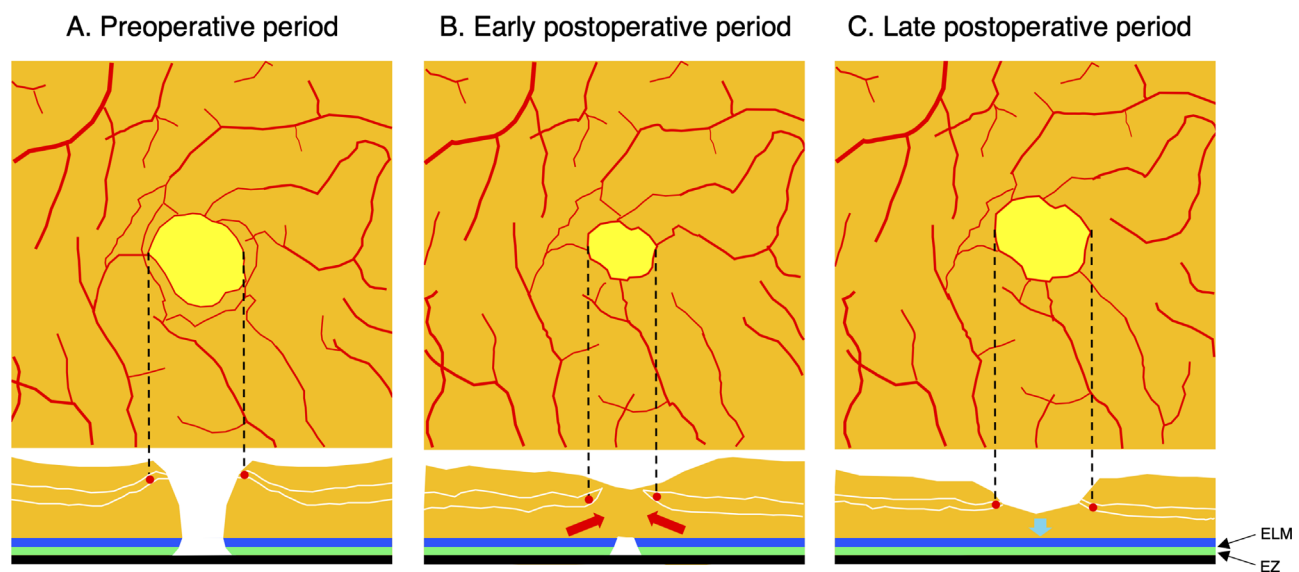 A. Preoperative period
B. Early postoperative period
C. Late postoperative period
ELM
EZ